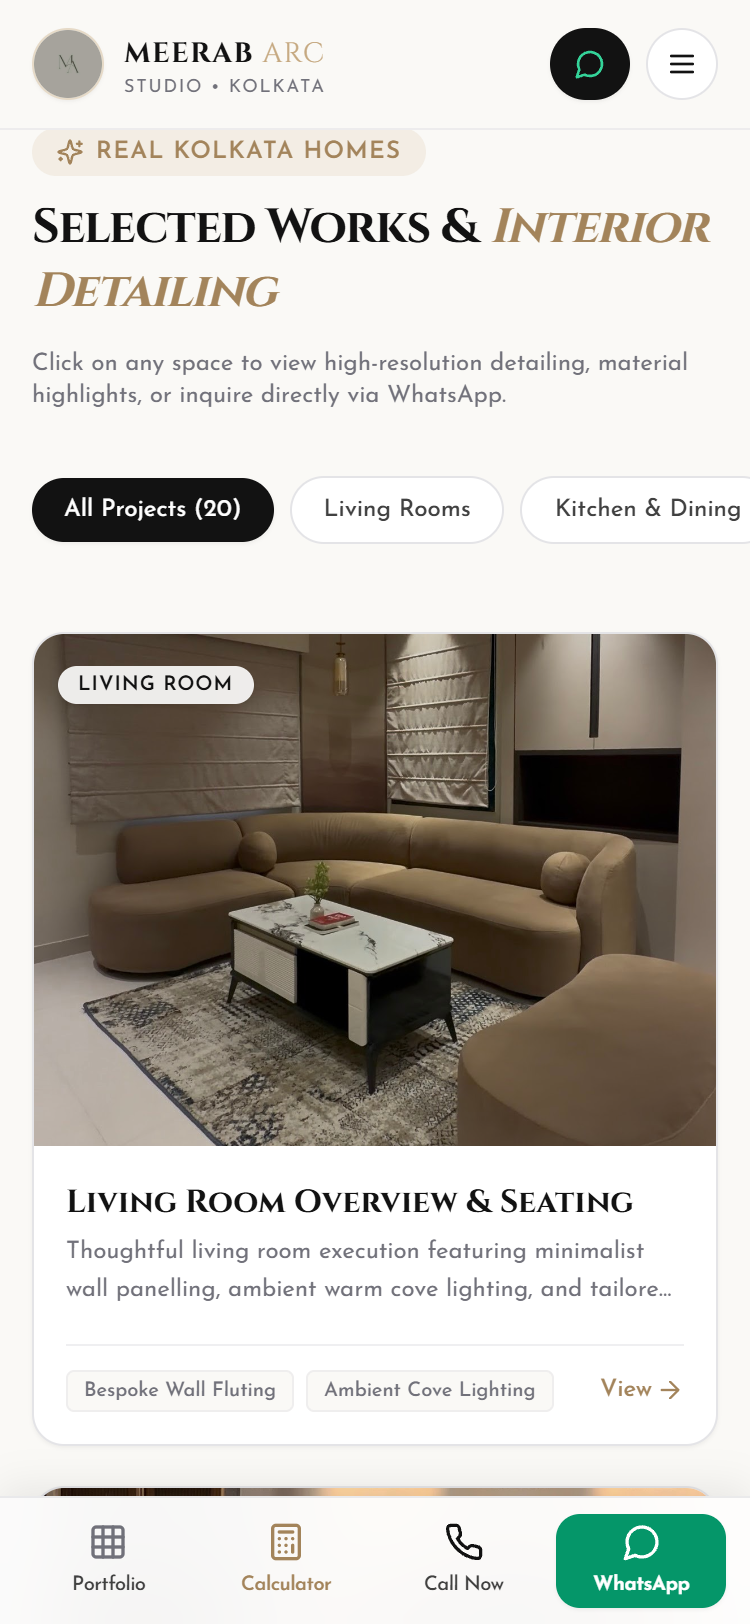 MEERAB ARC
STUDIO • KOLKATA
REAL KOLKATA HOMES
SELECTED WORKS & INTERIOR
DETAILING
Click on any space to view high-resolution detailing, material
highlights, or inquire directly via WhatsApp.
All Projects (20)
Living Rooms
Kitchen & Dining
LIVING ROOM
LIVING ROOM OVERVIEW & SEATING
Thoughtful living room execution featuring minimalist
wall panelling, ambient warm cove lighting, and tailore...
Bespoke Wall Fluting
Ambient Cove Lighting
View →
Portfolio
Calculator
Call Now
WhatsApp